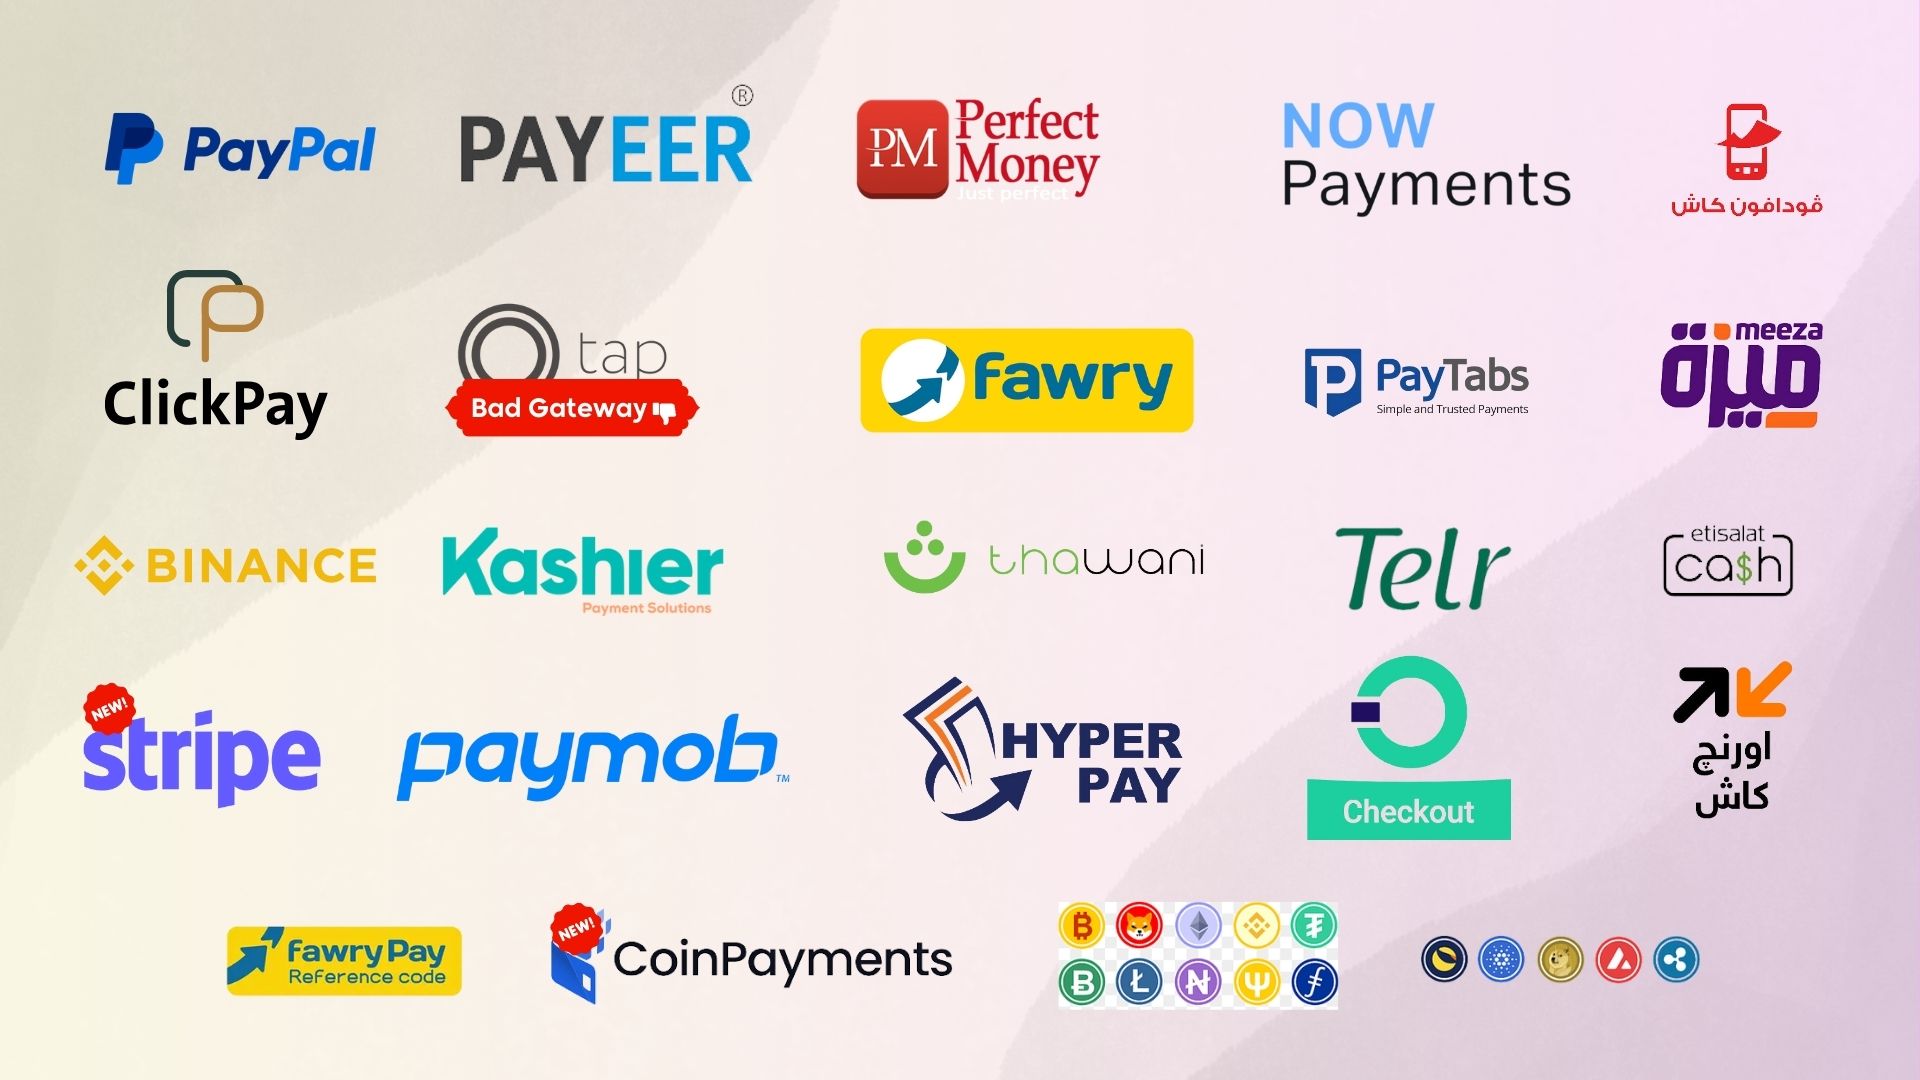 PayPal
PAYEER®
PM
Perfect
Money
Just perfect
NOW
Payments
ڤودافون كاش
ClickPay
tap
Bad Gateway
fawry
PayTabs
Simple and Trusted Payments
meeza
ميزة
BINANCE
Kashier
Payment Solutions
thawani
Telr
etisalat
ca$h
NEW!
stripe
paymob™
HYPER
PAY
Checkout
اورنچ
كاش
fawry Pay
Reference code
NEW!
CoinPayments